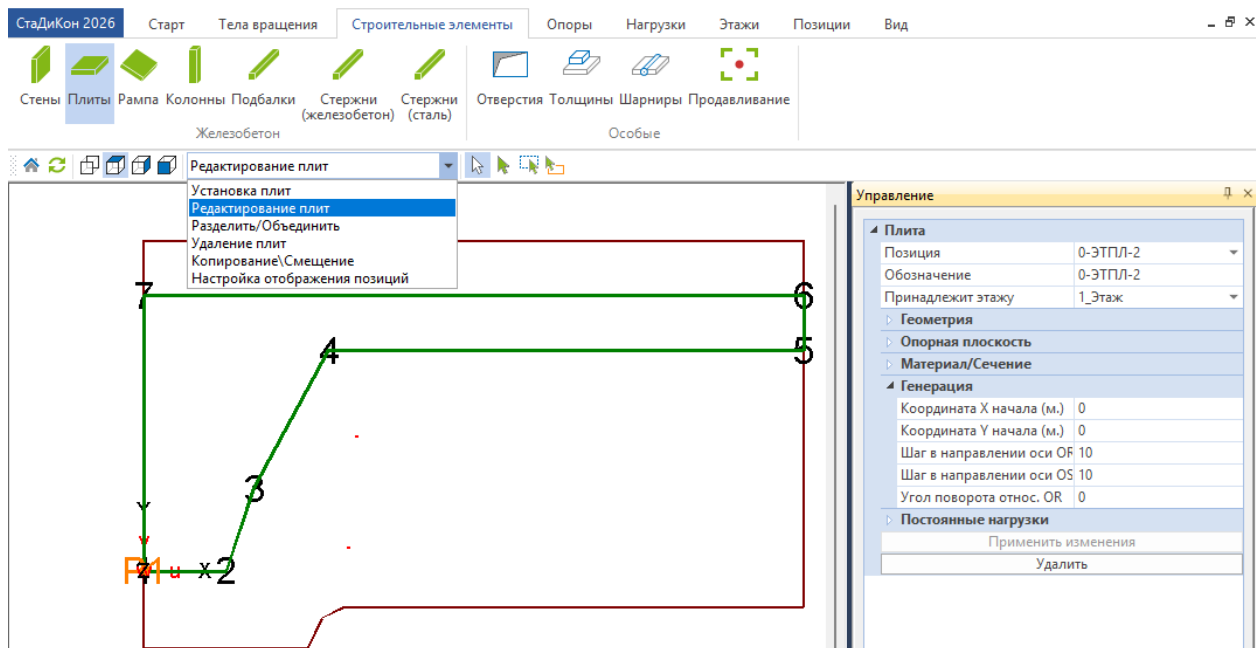 СтаДиКон 2026 Старт Тела вращения Строительные элементы Опоры Нагрузки Этажи Позиции Вид
Стены Плиты Рампа Колонны Подбалки Стержни (железобетон) Стержни (сталь) Отверстия Толщины Шарниры Продавливание
Железобетон Особые
Редактирование плит
Установка плит
Редактирование плит
Разделить/Объединить
Удаление плит
Копирование\Смещение
Настройка отображения позиций
7
6
4
5
3
Y
v
P1
u
X
2
Управление
Плита
Позиция 0-ЭТПЛ-2
Обозначение 0-ЭТПЛ-2
Принадлежит этажу 1_Этаж
Геометрия
Опорная плоскость
Материал/Сечение
Генерация
Координата X начала (м.) 0
Координата Y начала (м.) 0
Шаг в направлении оси OR 10
Шаг в направлении оси OS 10
Угол поворота относ. OR 0
Постоянные нагрузки
Применить изменения
Удалить